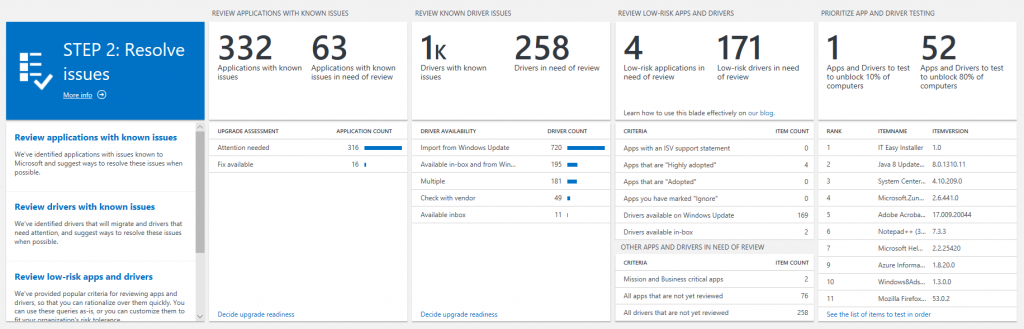 STEP 2: Resolve
issues
More info
Review applications with known issues
We've identified applications with issues known to
Microsoft and suggest ways to resolve these issues when
possible.
Review drivers with known issues
We've identified drivers that will migrate and drivers that
need attention, and suggest ways to resolve these issues
when possible.
Review low-risk apps and drivers
We've provided popular criteria for reviewing apps and
drivers, so that you can rationalize over them quickly. You
can use these queries as-is, or you can customize them to
fit your organization's risk tolerance.
REVIEW APPLICATIONS WITH KNOWN ISSUES
332
Applications with known
issues
63
Applications with known
issues in need of review
UPGRADE ASSESSMENT APPLICATION COUNT
Attention needed 316
Fix available 16
Decide upgrade readiness
REVIEW KNOWN DRIVER ISSUES
1K
Drivers with known
issues
258
Drivers in need of review
DRIVER AVAILABILITY DRIVER COUNT
Import from Windows Update 720
Available in-box and from Win... 195
Multiple 181
Check with vendor 49
Available inbox 11
Decide upgrade readiness
REVIEW LOW-RISK APPS AND DRIVERS
4
Low-risk applications in
need of review
171
Low-risk drivers in need
of review
Learn how to use this blade effectively on our blog.
CRITERIA ITEM COUNT
Apps with an ISV support statement 0
Apps that are "Highly adopted" 4
Apps that are "Adopted" 0
Apps you have marked "Ignore" 0
Drivers available on Windows Update 169
Drivers available in-box 2
OTHER APPS AND DRIVERS IN NEED OF REVIEW
CRITERIA ITEM COUNT
Mission and Business critical apps 2
All apps that are not yet reviewed 76
All drivers that are not yet reviewed 258
PRIORITIZE APP AND DRIVER TESTING
1
Apps and Drivers to test
to unblock 10% of
computers
52
Apps and Drivers to test
to unblock 80% of
computers
RANK ITEMNAME ITEMVERSION
1 IT Easy Installer 1.0
2 Java 8 Update... 8.0.1310.11
3 System Center... 4.10.209.0
4 Microsoft.Zun... 2.6.441.0
5 Adobe Acroba... 17.009.20044
6 Notepad++ (3... 7.3.3
7 Microsoft Hel... 2.2.25420
9 Azure Informa... 1.8.20.0
10 Windows8Ads... 1.3.0.0
11 Mozilla Firefox... 53.0.2
See the list of items to test in order